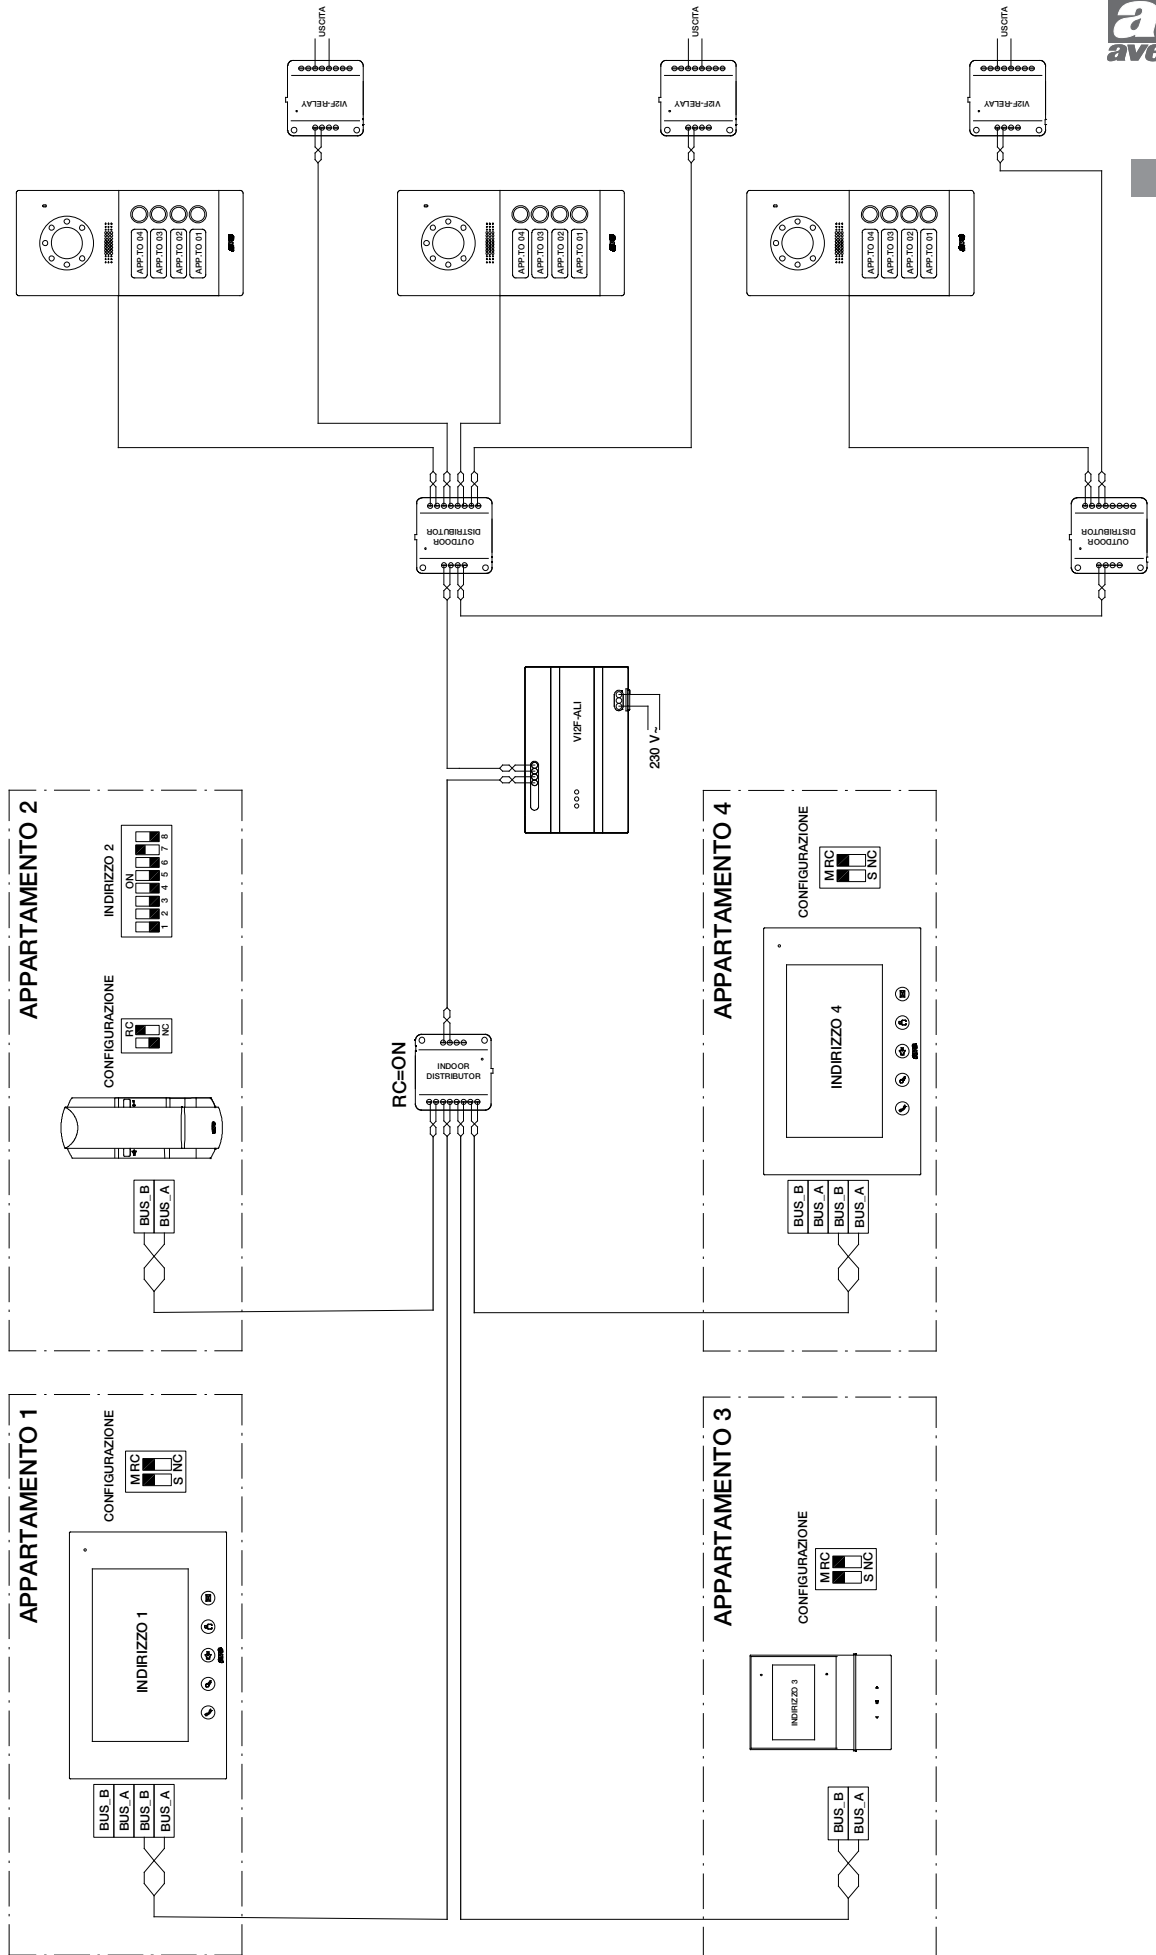 APPARTAMENTO 1
CONFIGURAZIONE
M RC
S NC
INDIRIZZO 1
BUS_B
BUS_A
BUS_B
BUS_A
APPARTAMENTO 2
CONFIGURAZIONE
RC
NC
INDIRIZZO 2
ON
1 2 3 4 5 6 7 8
BUS_B
BUS_A
APP.TO 04
APP.TO 03
APP.TO 02
APP.TO 01
VI2F-RELAY
USCITA
RC=ON
INDOOR
DISTRIBUTOR
VI2F-ALI
230 V~
OUTDOOR
DISTRIBUTOR
APP.TO 04
APP.TO 03
APP.TO 02
APP.TO 01
VI2F-RELAY
USCITA
APPARTAMENTO 3
CONFIGURAZIONE
M RC
S NC
INDIRIZZO 3
BUS_B
BUS_A
APPARTAMENTO 4
CONFIGURAZIONE
M RC
S NC
INDIRIZZO 4
BUS_B
BUS_A
BUS_B
BUS_A
APP.TO 04
APP.TO 03
APP.TO 02
APP.TO 01
OUTDOOR
DISTRIBUTOR
VI2F-RELAY
USCITA